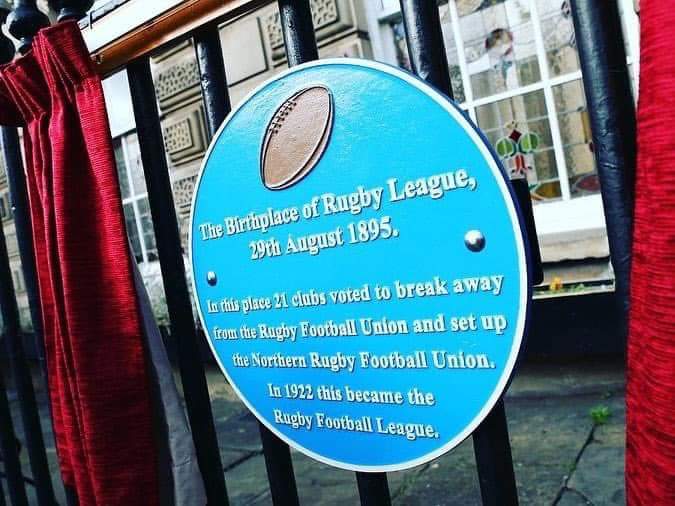 The Birthplace of Rugby League,
29th August 1895.
In this place 21 clubs voted to break away
from the Rugby Football Union and set up
the Northern Rugby Football Union.
In 1922 this became the
Rugby Football League.